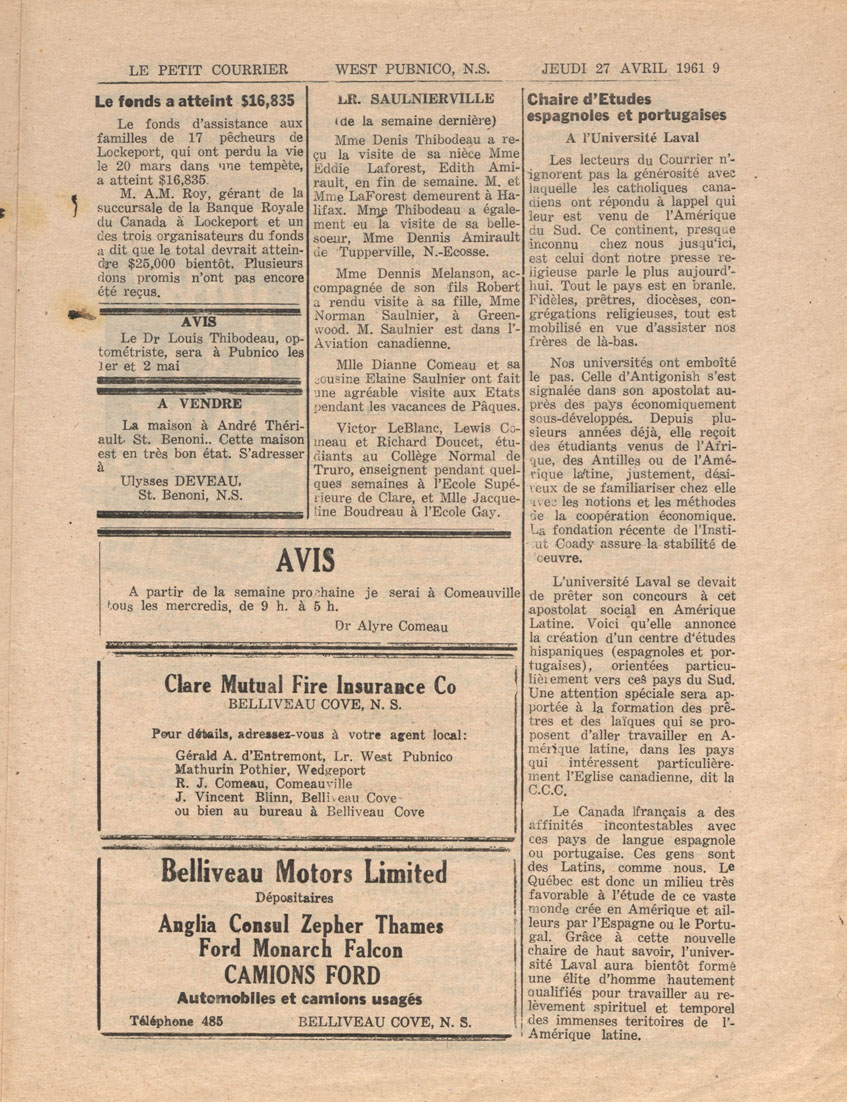 LE PETIT COURRIER WEST PUBNICO, N.S. JEUDI 27 AVRIL 1961 9
Le fonds a atteint $16,835
Le fonds d'assistance aux
familles de 17 pêcheurs de
Lockeport, qui ont perdu la vie
le 20 mars dans une tempète,
a atteint $16,835.
M. A.M. Roy, gérant de la
succursale de la Banque Royale
du Canada à Lockeport et un
des trois organisateurs du fonds
a dit que le total devrait attein-
dre $25,000 bientôt. Plusieurs
dons promis n'ont pas encore
été reçus.
AVIS
Le Dr Louis Thibodeau, op-
tométriste, sera à Pubnico les
1er et 2 mai
A VENDRE
La maison à André Théri-
ault St. Benoni.. Cette maison
est en très bon état. S'adresser
à
Ulysses DEVEAU,
St. Benoni, N.S.
LR. SAULNIERVILLE
(de la semaine dernière)
Mme Denis Thibodeau a re-
çu la visite de sa nièce Mme
Eddie Laforest, Edith Ami-
rault, en fin de semaine. M. et
Mme LaForest demeurent à Ha-
lifax. Mme Thibodeau a égale-
ment eu la visite de sa belle-
soeur, Mme Dennis Amirault
de Tupperville, N.-Ecosse.
Mme Dennis Melanson, ac-
compagnée de son fils Robert
a rendu visite à sa fille, Mme
Norman Saulnier, à Green-
wood. M. Saulnier est dans l'-
Aviation canadienne.
Mlle Dianne Comeau et sa
cousine Elaine Saulnier ont fait
une agréable visite aux Etats
pendant les vacances de Pâques.
Victor LeBlanc, Lewis Co-
meau et Richard Doucet, étu-
diants au Collège Normal de
Truro, enseignent pendant quel-
ques semaines à l'Ecole Supé-
rieure de Clare, et Mlle Jacque-
line Boudreau à l'Ecole Gay.
AVIS
A partir de la semaine prochaine je serai à Comeauville
tous les mercredis, de 9 h. à 5 h.
Dr Alyre Comeau
Clare Mutual Fire Insurance Co
BELLIVEAU COVE, N. S.
Pour détails, adressez-vous à votre agent local:
Gérald A. d'Entremont, Lr. West Pubnico
Mathurin Pothier, Wedgeport
R. J. Comeau, Comeauville
J. Vincent Blinn, Belliveau Cove
ou bien au bureau à Belliveau Cove
Belliveau Motors Limited
Dépositaires
Anglia Consul Zepher Thames
Ford Monarch Falcon
CAMIONS FORD
Automobiles et camions usagés
Téléphone 485 BELLIVEAU COVE, N. S.
Chaire d'Etudes
espagnoles et portugaises
A l'Université Laval
Les lecteurs du Courrier n'-
ignorent pas la générosité avec
laquelle les catholiques cana-
diens ont répondu à lappel qui
leur est venu de l'Amérique
du Sud. Ce continent, presque
inconnu chez nous jusqu'ici,
est celui dont notre presse re-
ligieuse parle le plus aujourd'-
hui. Tout le pays est en branle.
Fidèles, prêtres, diocèses, con-
grégations religieuses, tout est
mobilisé en vue d'assister nos
frères de là-bas.
Nos universités ont emboîté
le pas. Celle d'Antigonish s'est
signalée dans son apostolat au-
près des pays économiquement
sous-développés. Depuis plu-
sieurs années déjà, elle reçoit
des étudiants venus de l'Afri-
que, des Antilles ou de l'Amé-
rique latine, justement, dési-
reux de se familiariser chez elle
avec les notions et les méthodes
de la coopération économique.
La fondation récente de l'Insti-
ut Coady assure la stabilité de
'oeuvre.
L'université Laval se devait
de prêter son concours à cet
apostolat social en Amérique
Latine. Voici qu'elle annonce
la création d'un centre d'études
hispaniques (espagnoles et por-
tugaises), orientées particu-
lièrement vers ces pays du Sud.
Une attention spéciale sera ap-
portée à la formation des prê-
tres et des laïques qui se pro-
posent d'aller travailler en A-
mérique latine, dans les pays
qui intéressent particulière-
ment l'Eglise canadienne, dit la
C.C.C.
Le Canada français a des
affinités incontestables avec
ces pays de langue espagnole
ou portugaise. Ces gens sont
des Latins, comme nous. Le
Québec est donc un milieu très
favorable à l'étude de ce vaste
monde crée en Amérique et ail-
leurs par l'Espagne ou le Portu-
gal. Grâce à cette nouvelle
chaire de haut savoir, l'univer-
sité Laval aura bientôt formé
une élite d'homme hautement
qualifiés pour travailler au re-
lèvement spirituel et temporel
des immenses teritoires de l'-
Amérique latine.